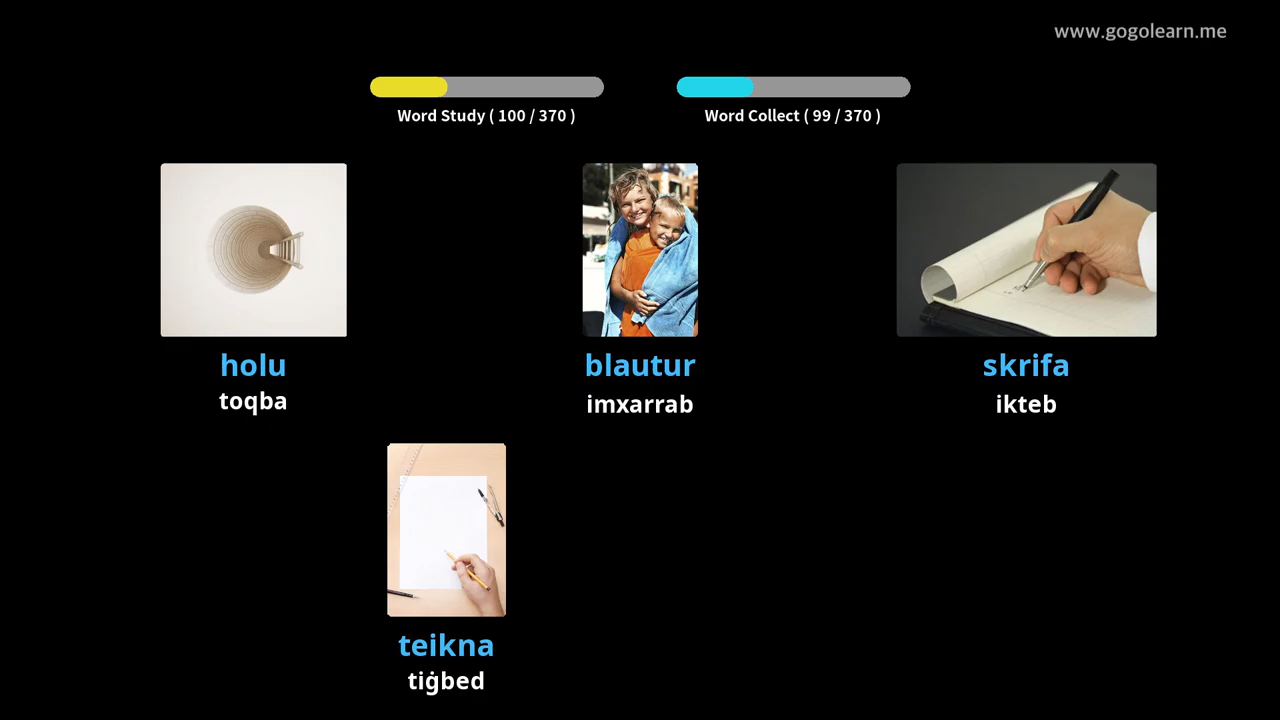 www.gogolearn.me
Word Study ( 100 / 370 )
Word Collect ( 99 / 370 )
holu
toqba
blautur
imxarrab
skrifa
ikteb
teikna
tiġbed